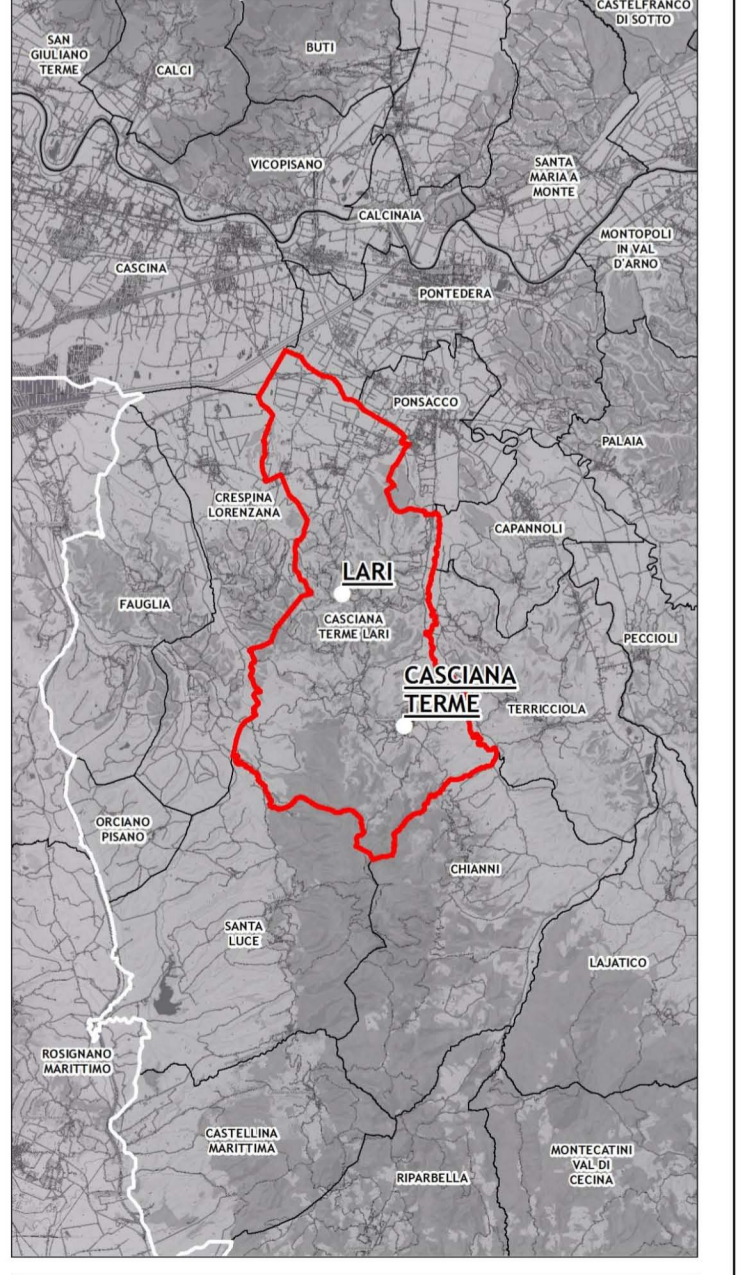 CASTELFRANCO
DI SOTTO
SAN
GIULIANO
TERME
CALCI
BUTI
VICOPISANO
SANTA
MARIA A
MONTE
CALCINAIA
MONTOPOLI
IN VAL
D'ARNO
CASCINA
PONTEDERA
PONSACCO
PALAIA
CRESPINA
LORENZANA
CAPANNOLI
LARI
FAUGLIA
CASCIANA
TERME LARI
PECCIOLI
CASCIANA
TERME
TERRICCIOLA
ORCIANO
PISANO
CHIANNI
SANTA
LUCE
LAJATICO
ROSIGNANO
MARITTIMO
CASTELLINA
MARITTIMA
RIPARBELLA
MONTECATINI
VAL DI
CECINA